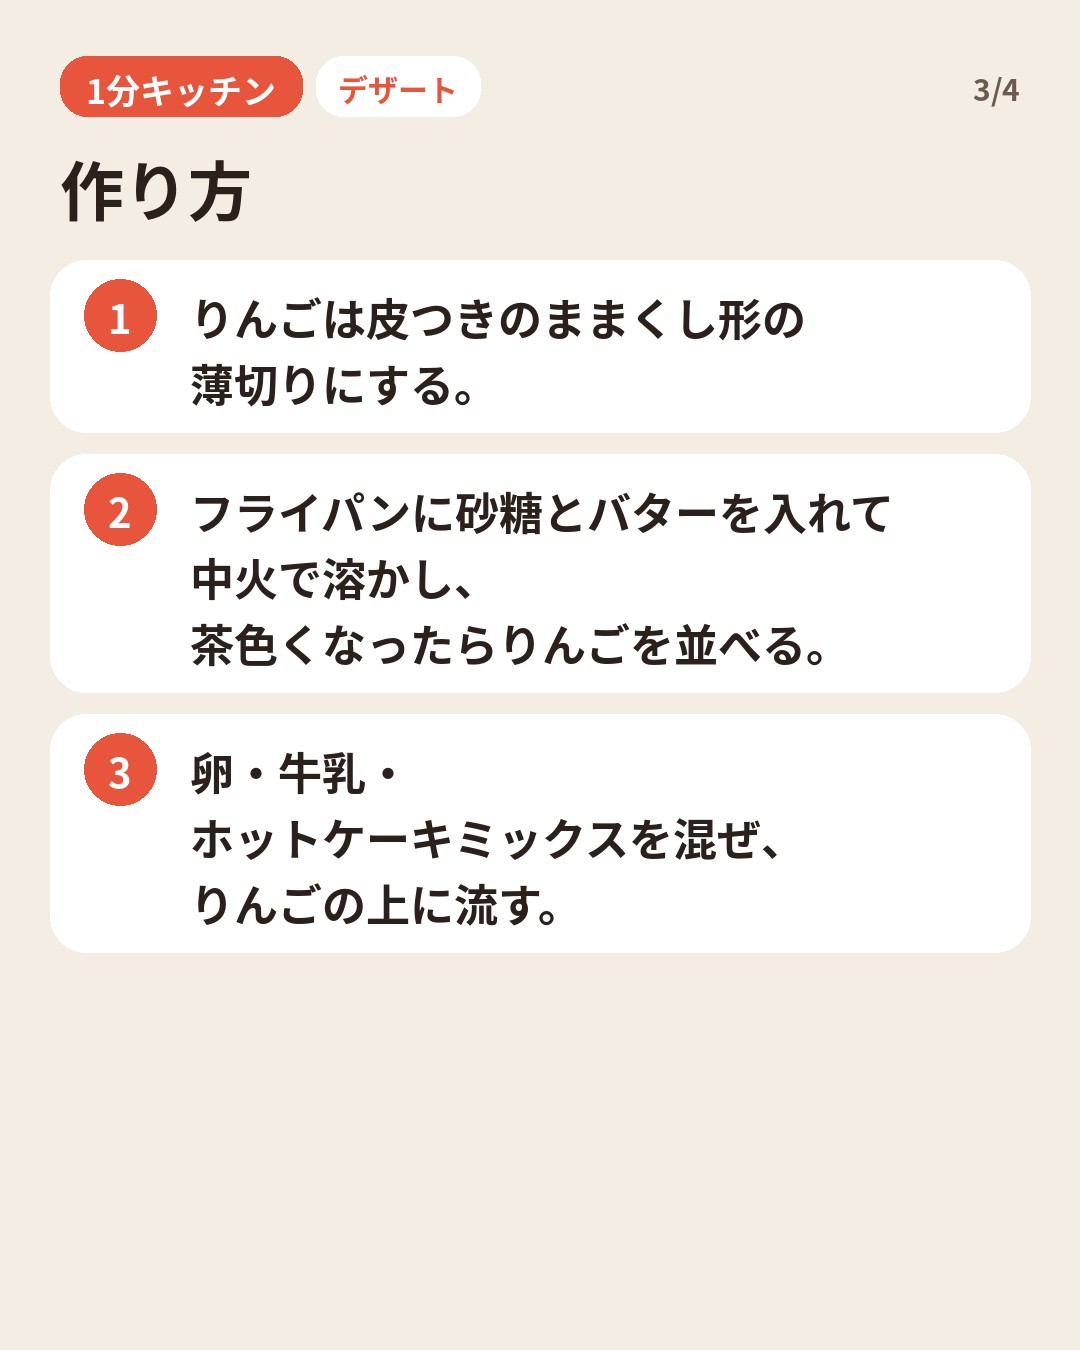 1分キッチン
デザート
3/4
作り方
1
りんごは皮つきのままくし形の
薄切りにする。
2
フライパンに砂糖とバターを入れて
中火で溶かし、
茶色くなったらりんごを並べる。
3
卵・牛乳・
ホットケーキミックスを混ぜ、
りんごの上に流す。